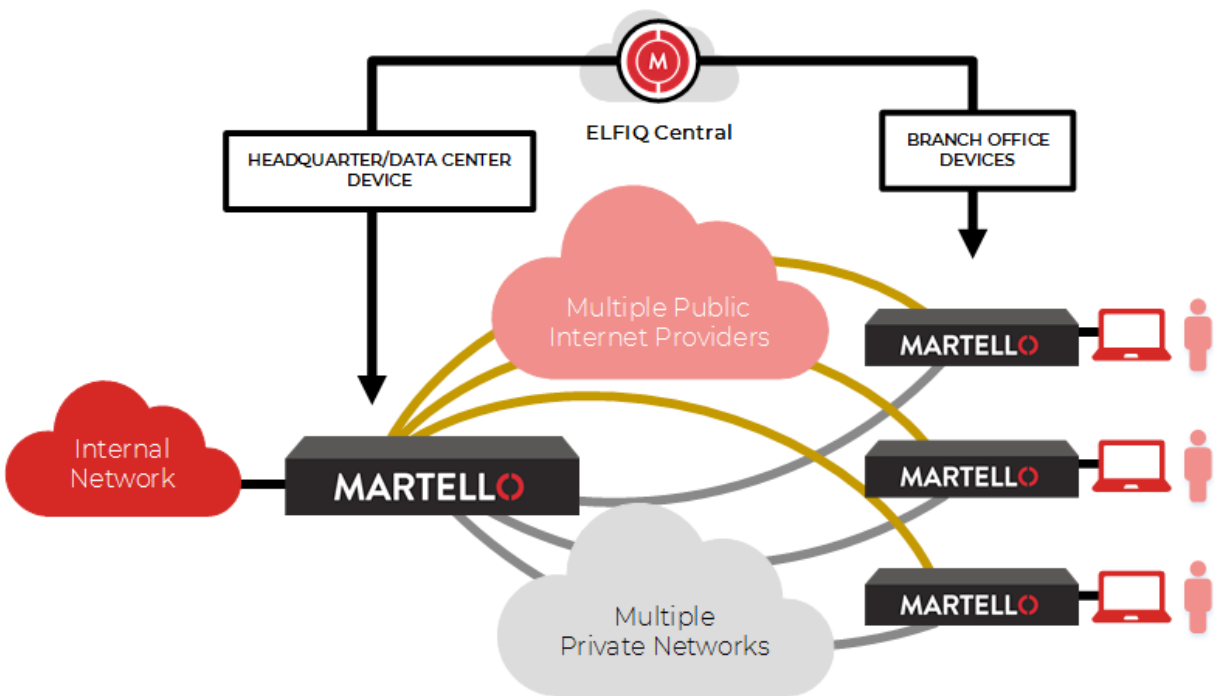 M
ELFIQ Central
HEADQUARTER/DATA CENTER
DEVICE
BRANCH OFFICE
DEVICES
Multiple Public
Internet Providers
MARTELLO
Internal
Network
MARTELLO
MARTELLO
MARTELLO
Multiple
Private Networks